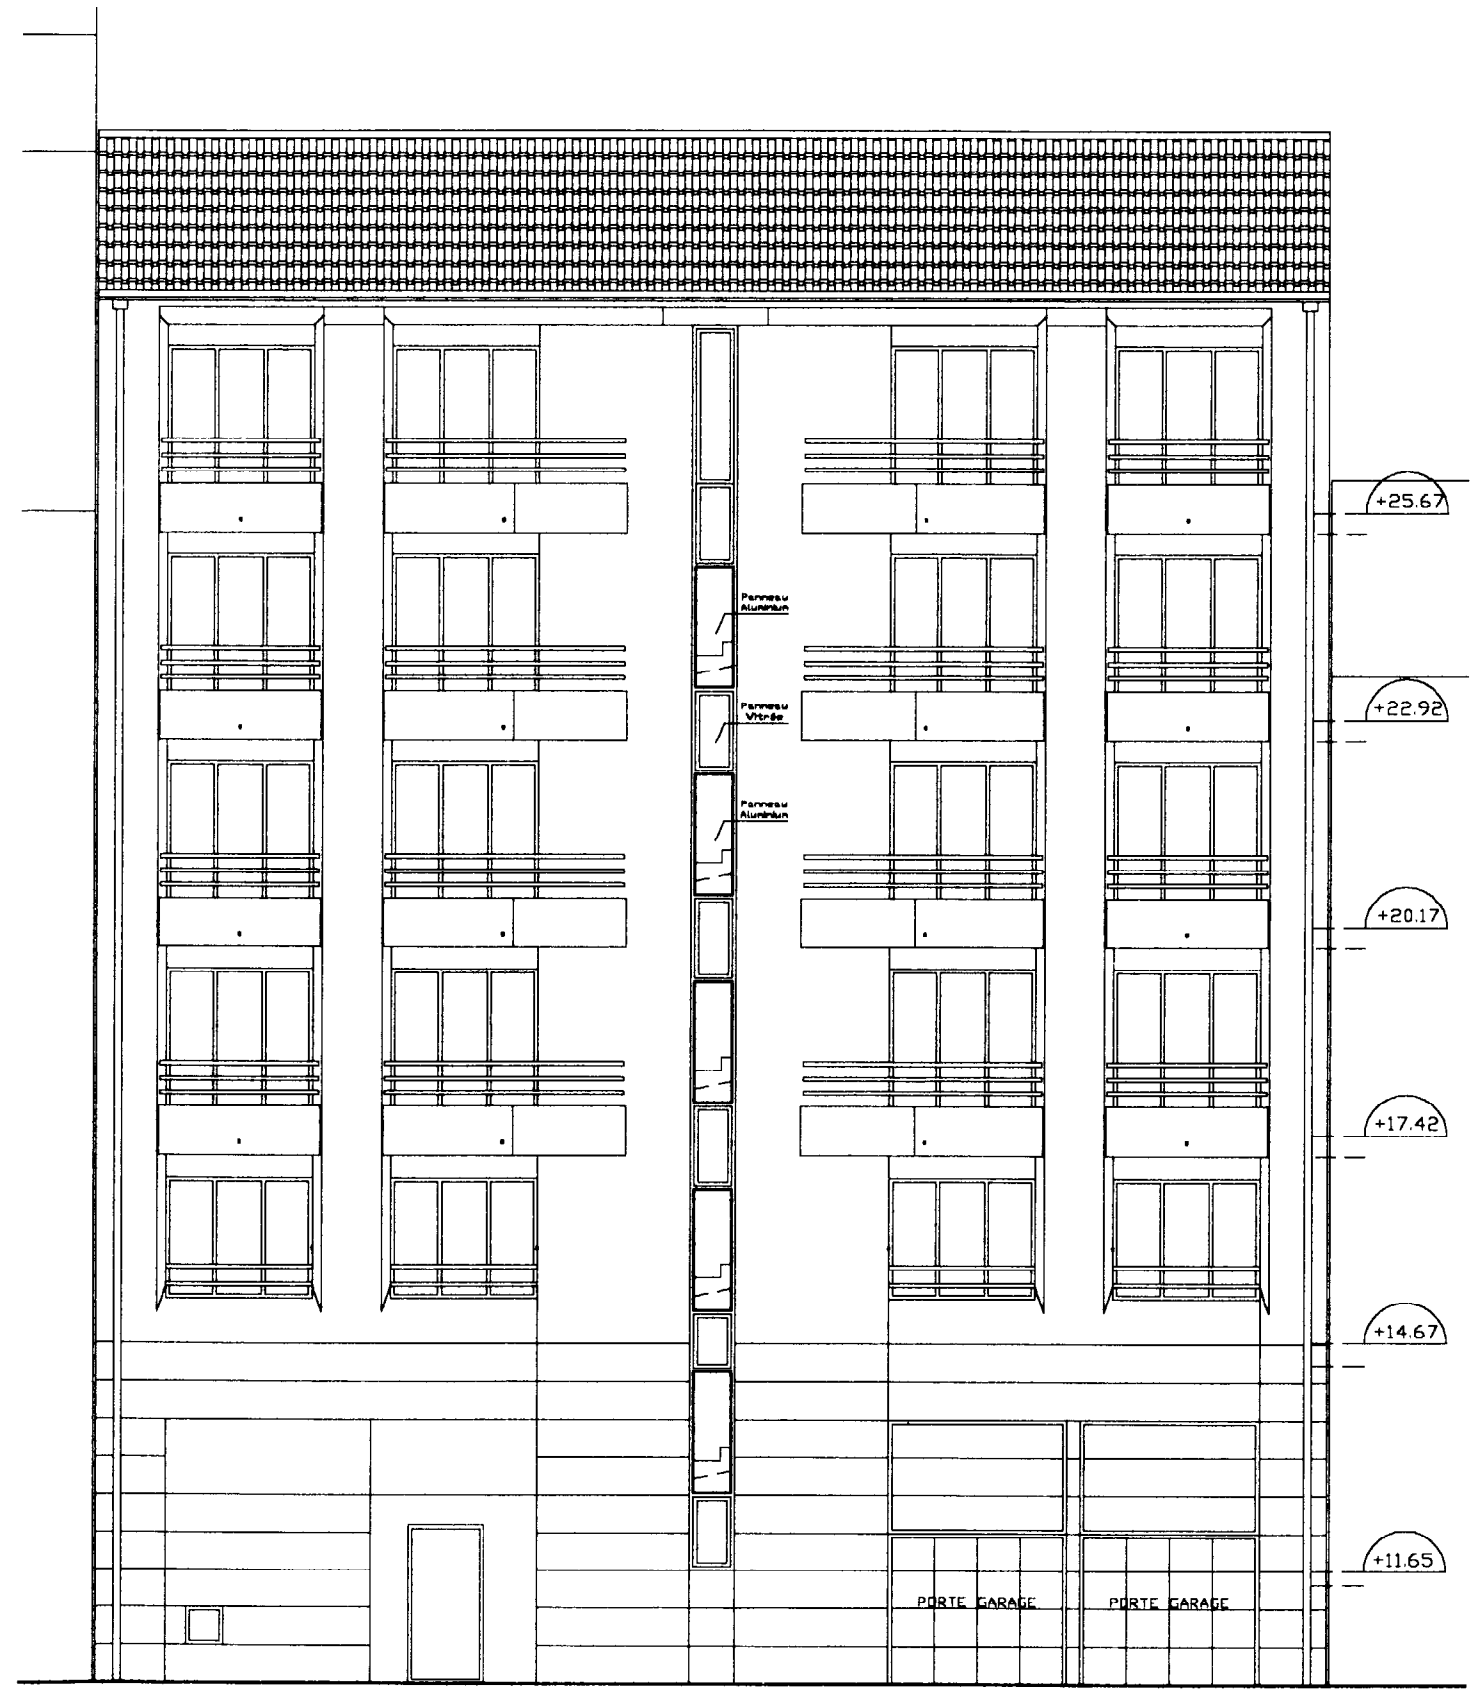 +25.67
Panneau
Aluminium
+22.92
Panneau
Vitrée
Panneau
Aluminium
+20.17
+17.42
+14.67
+11.65
PORTE GARAGE
PORTE GARAGE